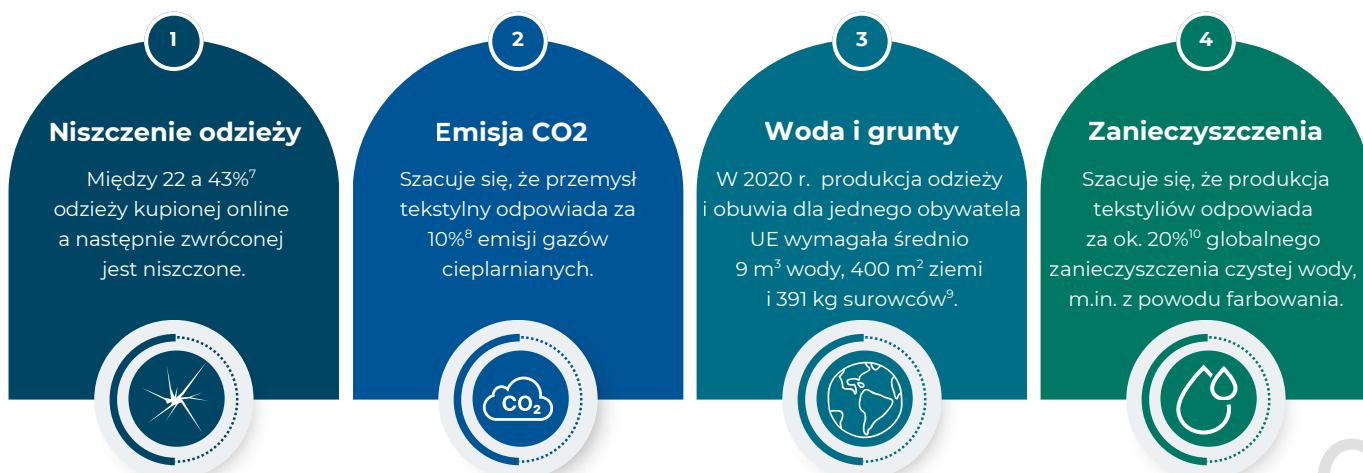 1
Niszczenie odzieży
Między 22 a 43%⁷
odzieży kupionej online
a następnie zwróconej
jest niszczone.
2
Emisja CO2
Szacuje się, że przemysł
tekstylny odpowiada za
10%⁸ emisji gazów
cieplarnianych.
CO₂
3
Woda i grunty
W 2020 r. produkcja odzieży
i obuwia dla jednego obywatela
UE wymagała średnio
9 m³ wody, 400 m² ziemi
i 391 kg surowców⁹.
4
Zanieczyszczenia
Szacuje się, że produkcja
tekstyliów odpowiada
za ok. 20%¹⁰ globalnego
zanieczyszczenia czystej wody,
m.in. z powodu farbowania.